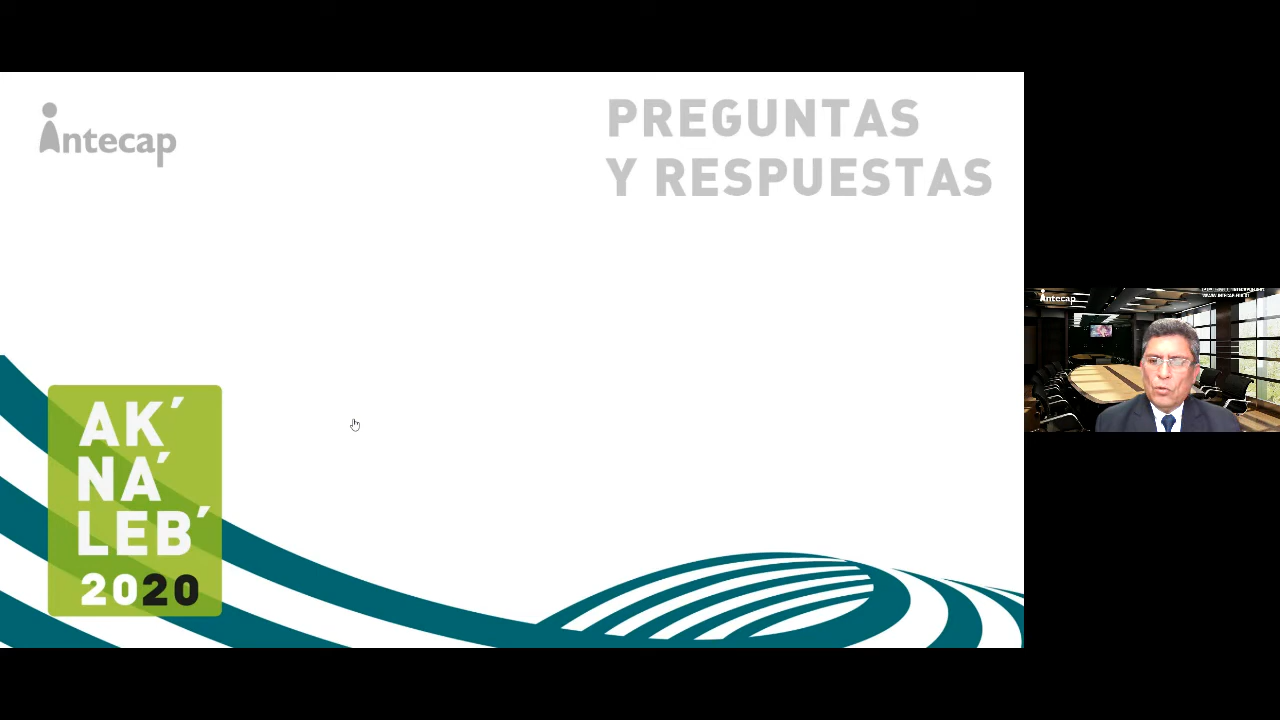 intecap
PREGUNTAS
Y RESPUESTAS
AK´
NA´
LEB´
2020
intecap